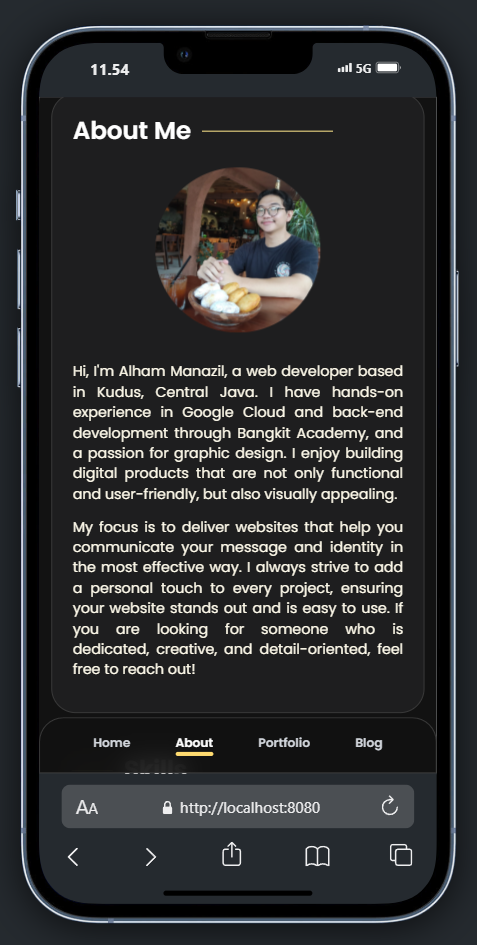 11.54
5G
About Me
Hi, I'm Alham Manazil, a web developer based
in Kudus, Central Java. I have hands-on
experience in Google Cloud and back-end
development through Bangkit Academy, and
a passion for graphic design. I enjoy building
digital products that are not only functional
and user-friendly, but also visually appealing.
My focus is to deliver websites that help you
communicate your message and identity in
the most effective way. I always strive to add
a personal touch to every project, ensuring
your website stands out and is easy to use. If
you are looking for someone who is
dedicated, creative, and detail-oriented, feel
free to reach out!
Home About Portfolio Blog
Skills
AA http://localhost:8080